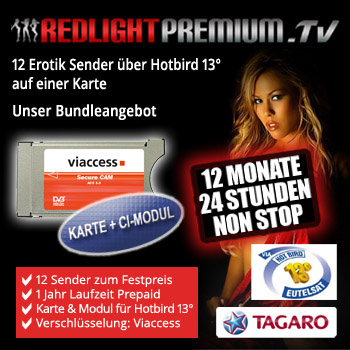 REDLIGHTPREMIUM.TV
12 Erotik Sender über Hotbird 13°
auf einer Karte
Unser Bundleangebot
viaccess
Secure CAM
DVB
KARTE + CI-MODUL
12 MONATE
24 STUNDEN
NON STOP
12 Sender zum Festpreis
1 Jahr Laufzeit Prepaid
Karte & Modul für Hotbird 13°
Verschlüsselung: Viaccess
HOT BIRD
13°
EUTELSAT
TAGARO